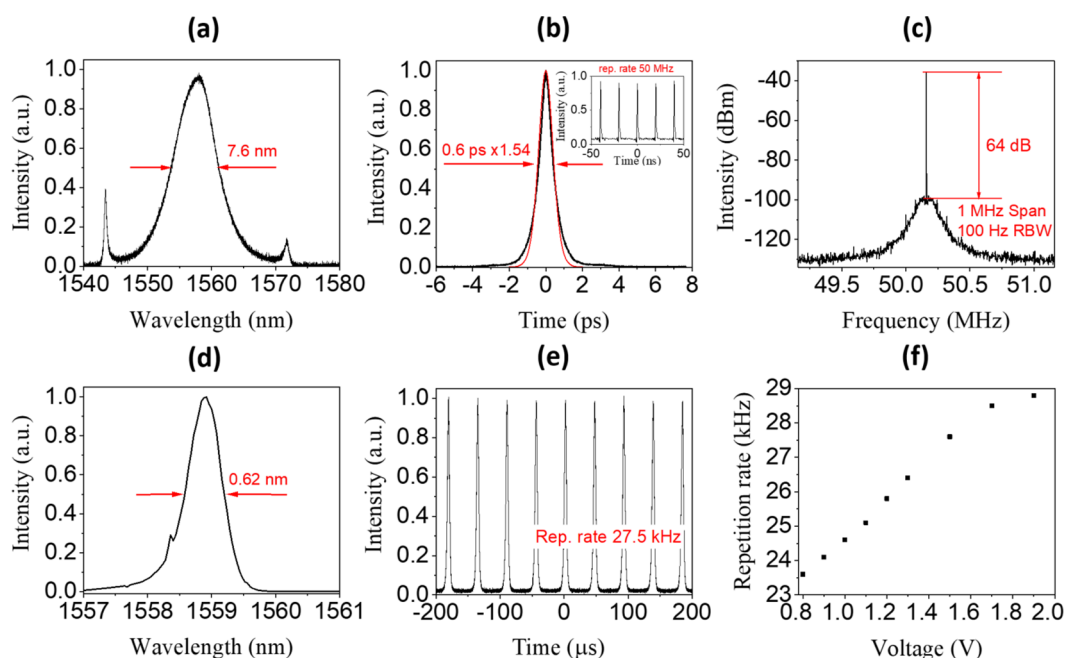 (a)
Intensity (a.u.)
1.0
0.8
0.6
0.4
0.2
0.0
7.6 nm
1540 1550 1560 1570 1580
Wavelength (nm)
(b)
Intensity (a.u.)
1.0
0.8
0.6
0.4
0.2
0.0
0.6 ps x1.54
rep. rate 50 MHz
Intensity (a.u.)
1.0
0.5
0.0
-50 0 50
Time (ns)
-6 -4 -2 0 2 4 6 8
Time (ps)
(c)
Intensity (dBm)
-40
-60
-80
-100
-120
64 dB
1 MHz Span
100 Hz RBW
49.5 50.0 50.5 51.0
Frequency (MHz)
(d)
Intensity (a.u.)
1.0
0.8
0.6
0.4
0.2
0.0
0.62 nm
1557 1558 1559 1560 1561
Wavelength (nm)
(e)
Intensity (a.u.)
1.0
0.8
0.6
0.4
0.2
0.0
Rep. rate 27.5 kHz
-200 -100 0 100 200
Time (μs)
(f)
Repetition rate (kHz)
29
28
27
26
25
24
23
0.8 1.0 1.2 1.4 1.6 1.8 2.0
Voltage (V)